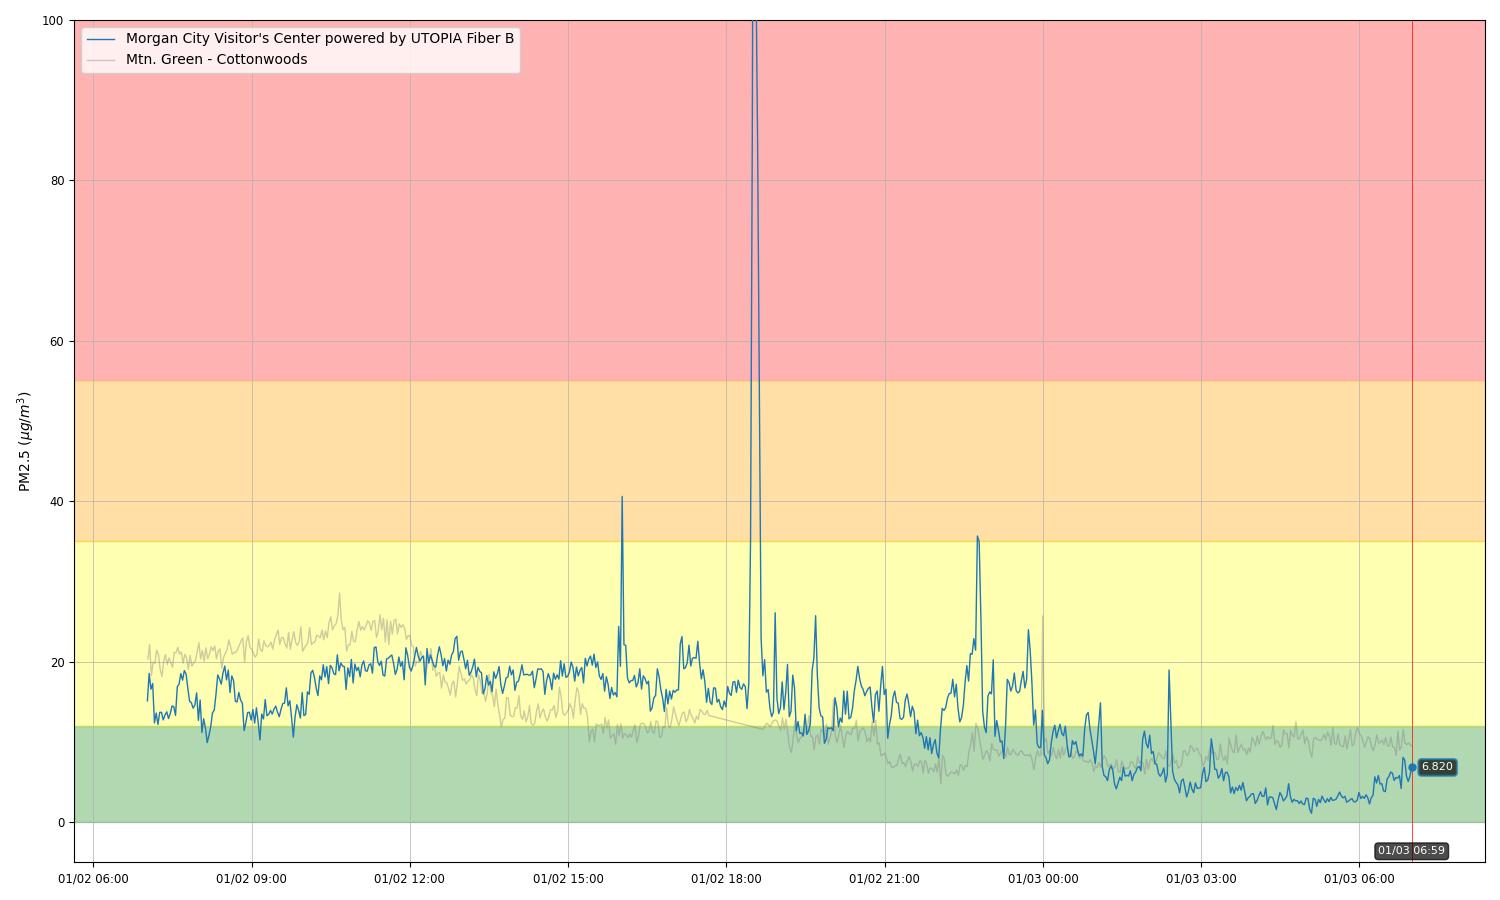 100
Morgan City Visitor's Center powered by UTOPIA Fiber B
Mtn. Green - Cottonwoods
80
60
PM2.5 (μg/m³)
40
20
6.820
0
01/03 06:59
01/02 06:00 01/02 09:00 01/02 12:00 01/02 15:00 01/02 18:00 01/02 21:00 01/03 00:00 01/03 03:00 01/03 06:00